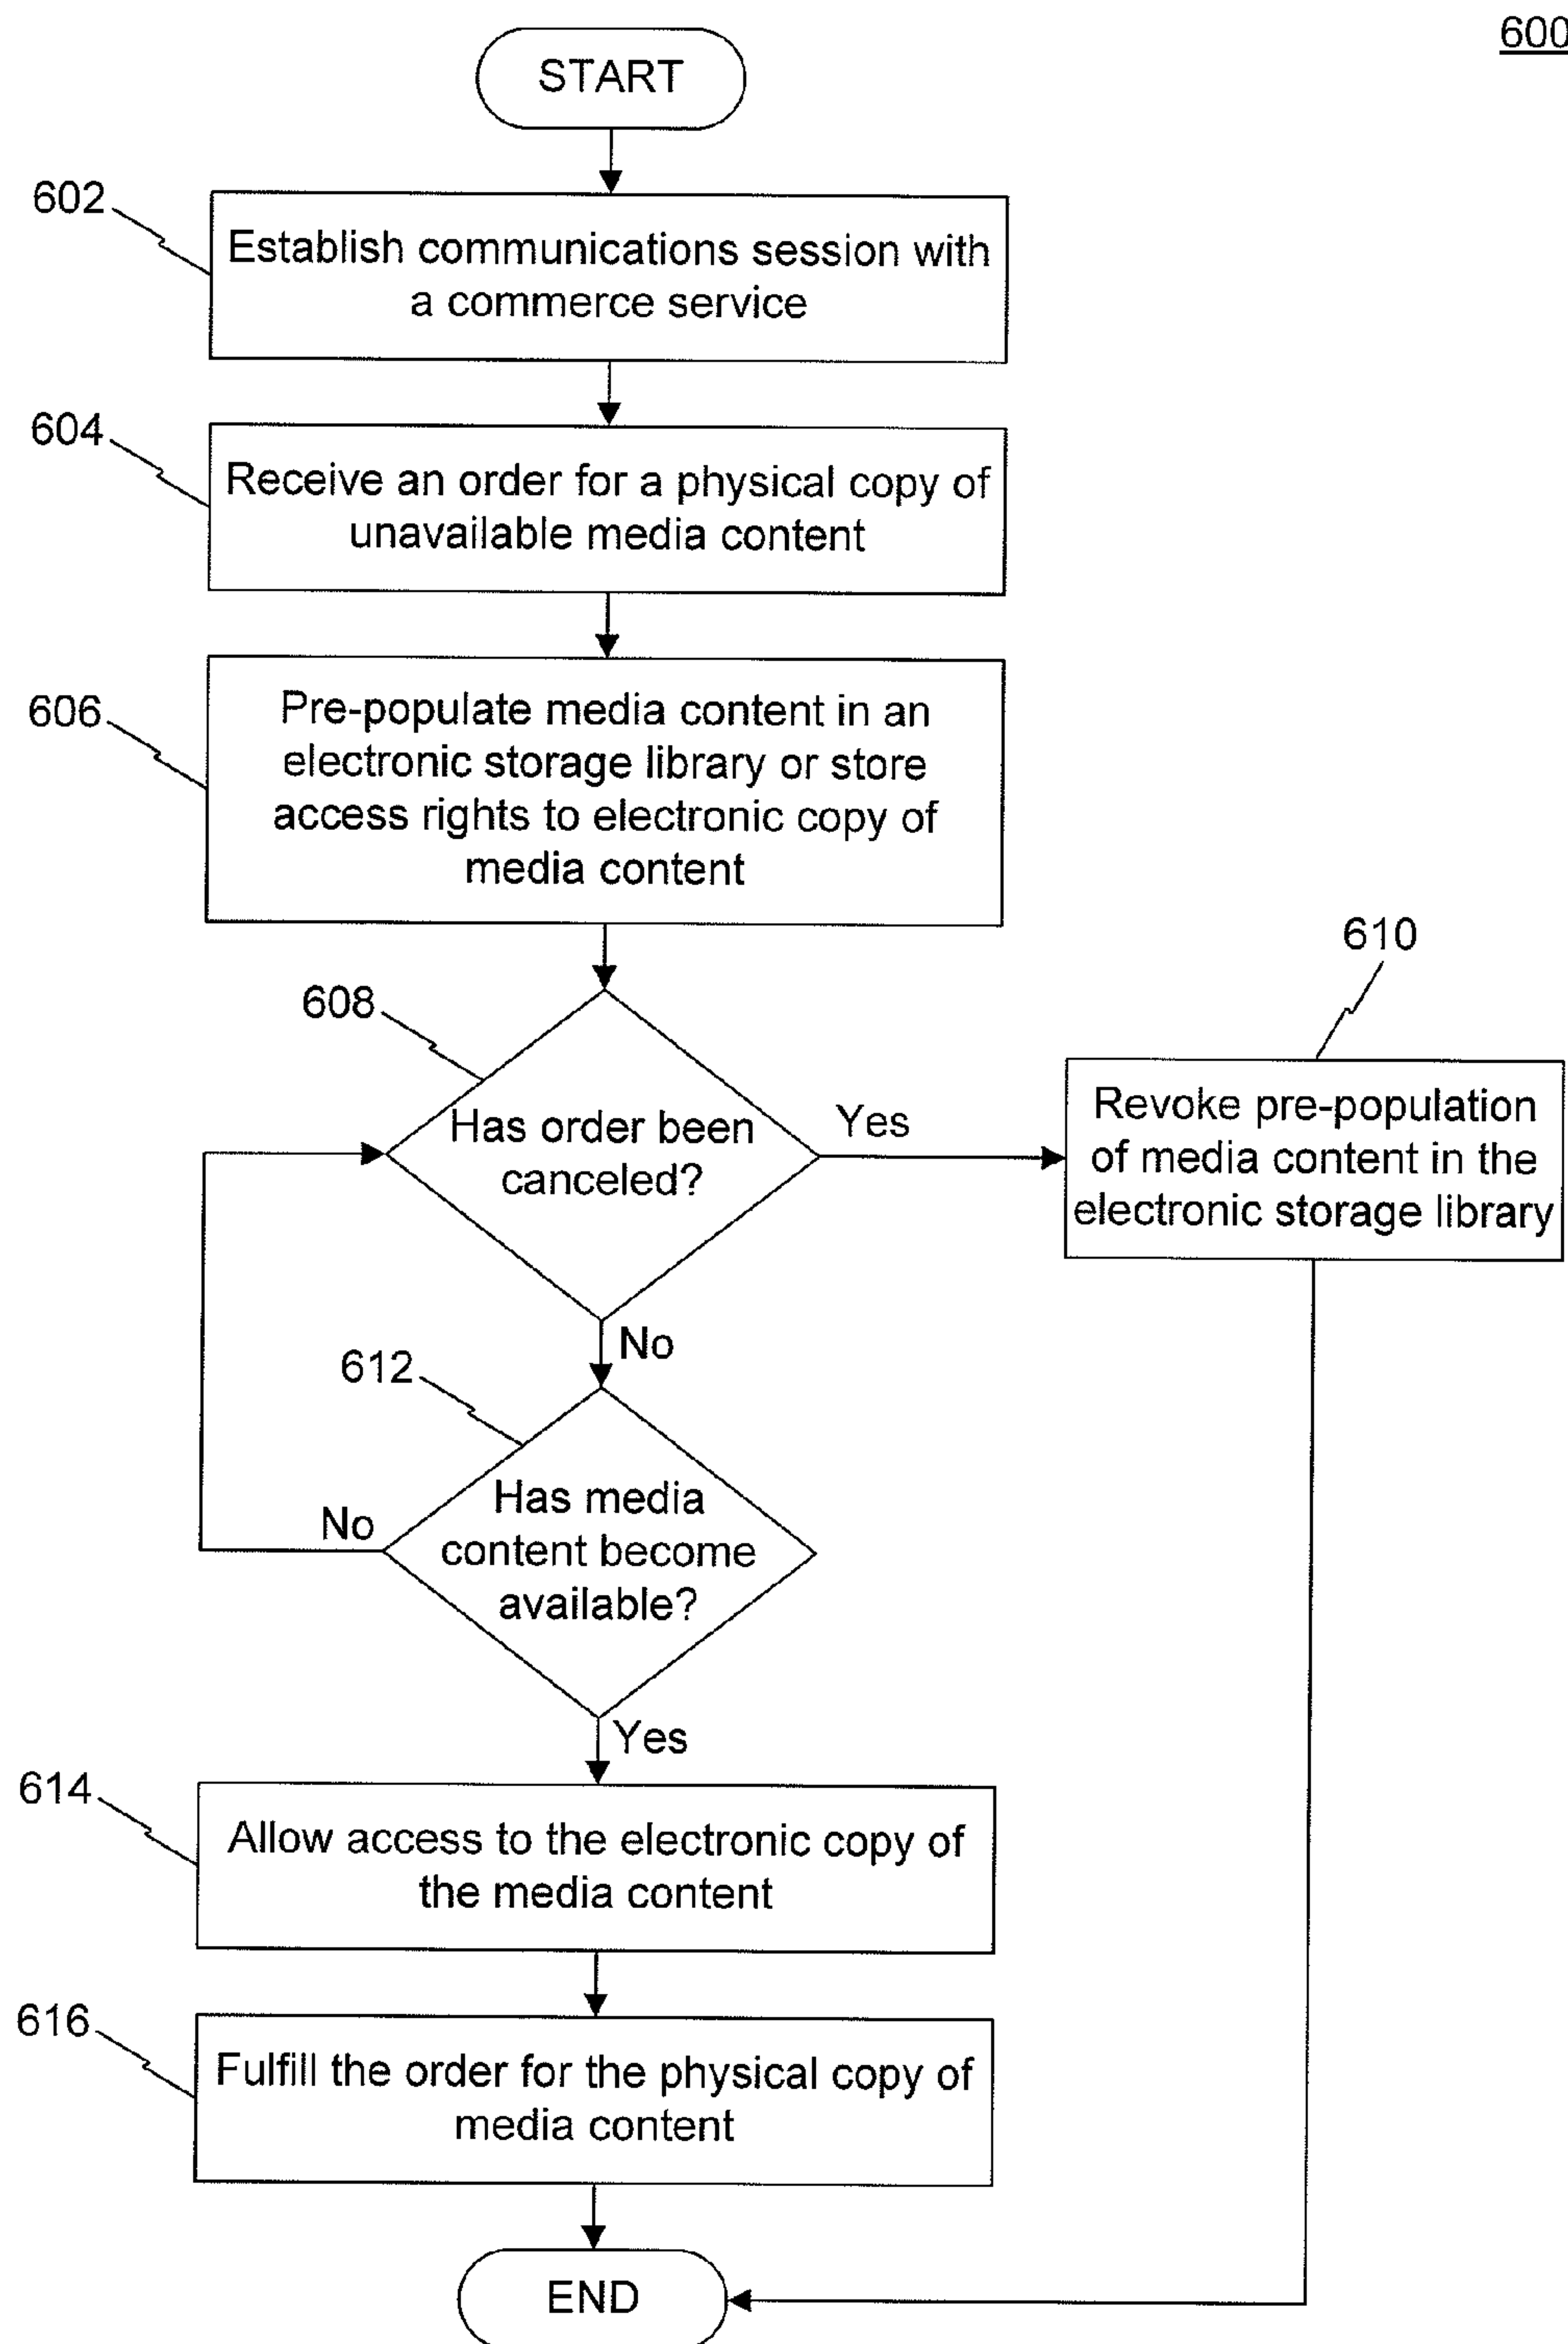 600
START
602
Establish communications session with
a commerce service
604
Receive an order for a physical copy of
unavailable media content
606
Pre-populate media content in an
electronic storage library or store
access rights to electronic copy of
media content
608
Has order been
canceled?
Yes
610
Revoke pre-population
of media content in the
electronic storage library
No
612
Has media
content become
available?
No
Yes
614
Allow access to the electronic copy of
the media content
616
Fulfill the order for the physical copy of
media content
END